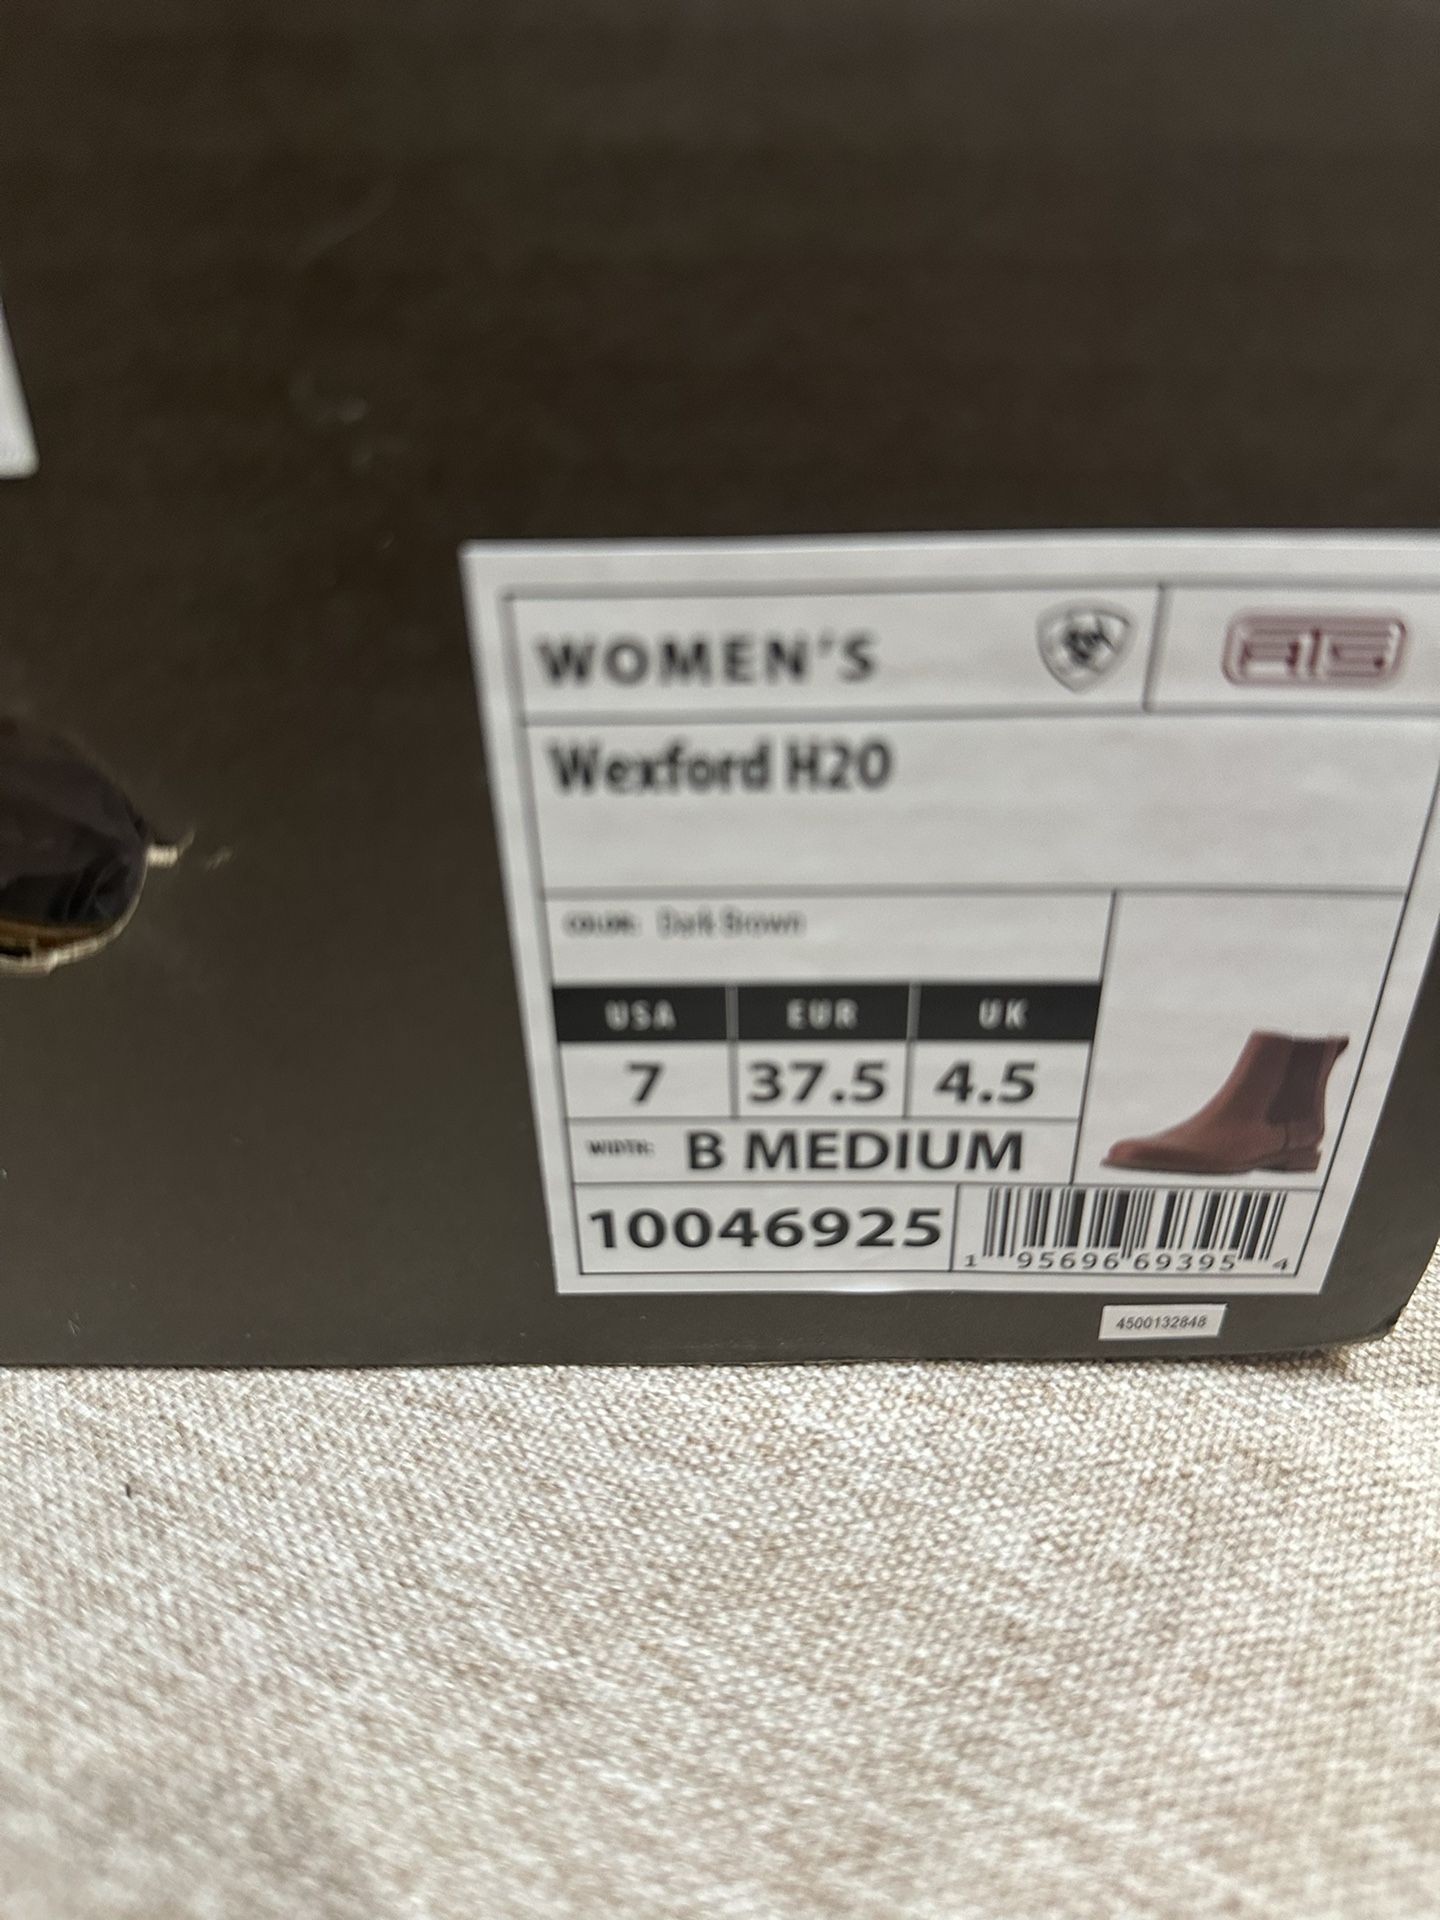 WOMEN'S
ATS
Wexford H20
COLOR: Dark Brown
USA EUR UK
7 37.5 4.5
WIDTH: B MEDIUM
10046925
1 95696 69395 4
4500132848